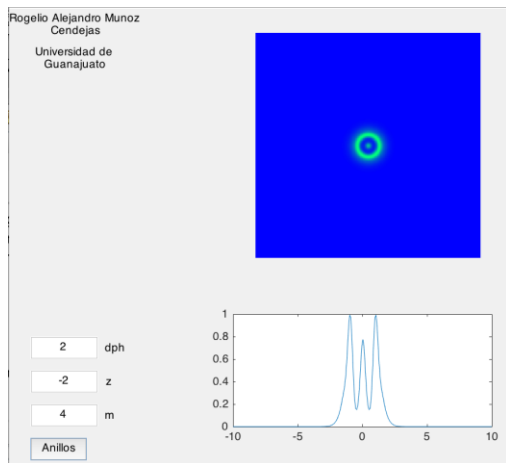 Rogelio Alejandro Munoz
Cendejas
Universidad de
Guanajuato
2 dph
-2 z
4 m
Anillos
1
0.8
0.6
0.4
0.2
0
-10 -5 0 5 10